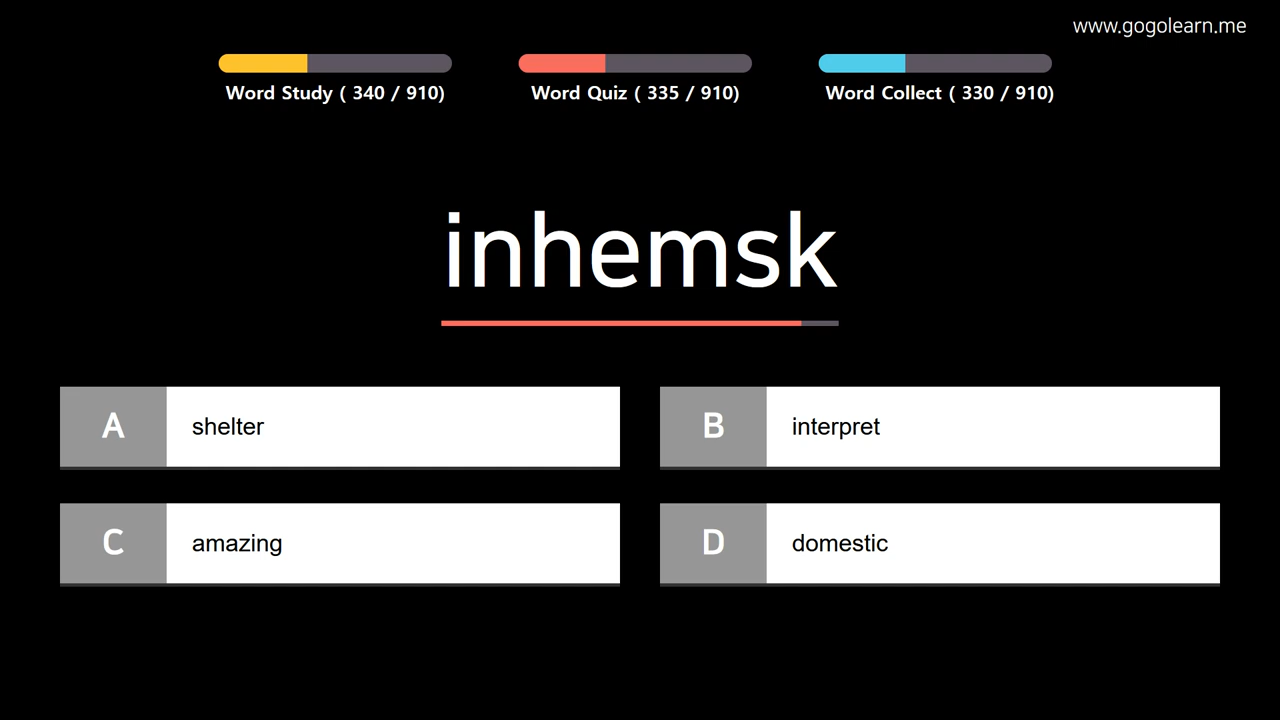 www.gogolearn.me
Word Study ( 340 / 910)
Word Quiz ( 335 / 910)
Word Collect ( 330 / 910)
inhemsk
A shelter
B interpret
C amazing
D domestic